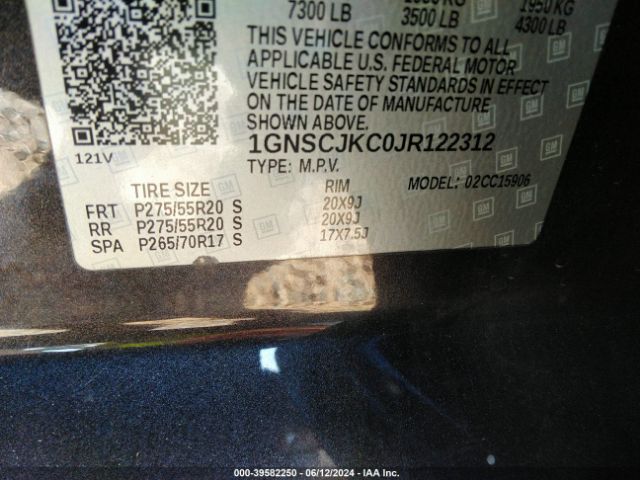 7300 LB 3500 LB 1950 KG
4300 LB
THIS VEHICLE CONFORMS TO ALL
APPLICABLE U.S. FEDERAL MOTOR
VEHICLE SAFETY STANDARDS IN EFFECT
ON DATE OF MANUFACTURE
SHOWN ABOVE.
1GNSCJKC0JR122312
121V
TYPE: M.P.V.
MODEL: 02CC15906
TIRE SIZE RIM
FRT P275/55R20 S 20X9J
RR P275/55R20 S 20X9J
SPA P265/70R17 S 17X7.5J
GM
000-39582250 - 06/12/2024 - IAA Inc.